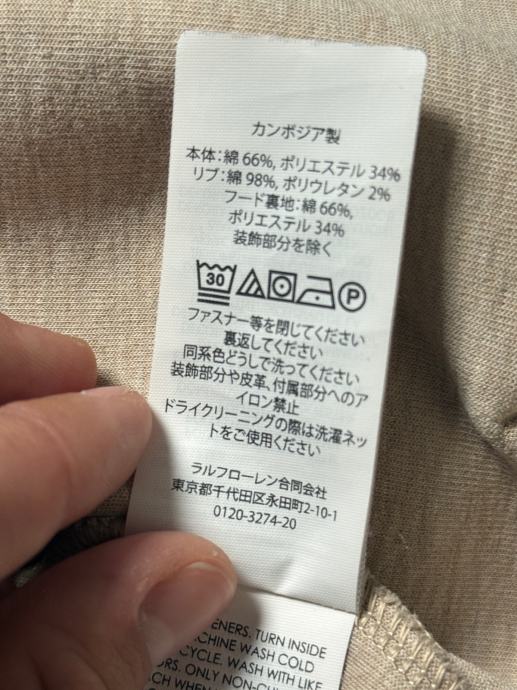 カンボジア製
本体：綿 66%, ポリエステル 34%
リブ：綿 98%, ポリウレタン 2%
フード裏地：綿 66%,
ポリエステル 34%
装飾部分を除く
30 P
ファスナー等を閉じてください
裏返してください
同系色どうしで洗ってください
装飾部分や皮革、付属部分へのア
イロン禁止
ドライクリーニングの際は洗濯ネッ
トをご使用ください
ラルフローレン合同会社
東京都千代田区永田町2-10-1
0120-3274-20
TURN INSIDE
WASH COLD
WASH WITH LIKE
ONLY